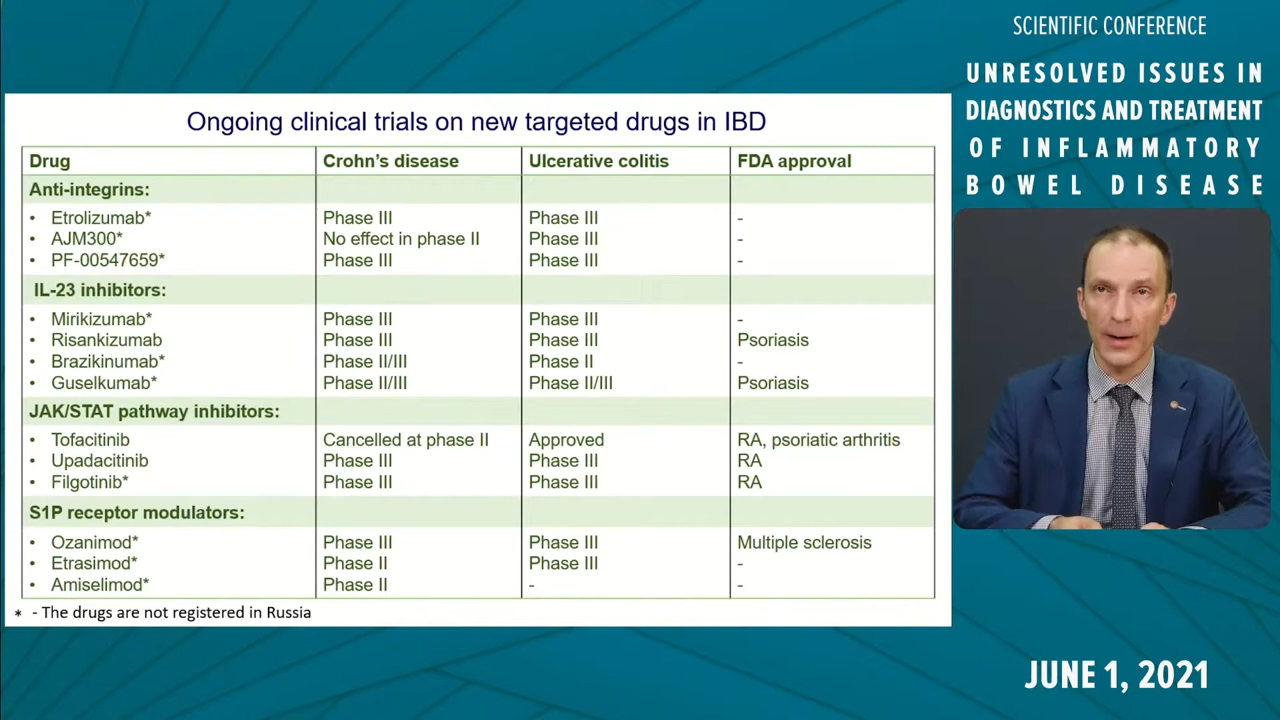 SCIENTIFIC CONFERENCE
UNRESOLVED ISSUES IN
DIAGNOSTICS AND TREATMENT
OF INFLAMMATORY
BOWEL DISEASE
Ongoing clinical trials on new targeted drugs in IBD
Drug Crohn's disease Ulcerative colitis FDA approval
Anti-integrins:
• Etrolizumab* Phase III Phase III -
• AJM300* No effect in phase II Phase III -
• PF-00547659* Phase III Phase III -
IL-23 inhibitors:
• Mirikizumab* Phase III Phase III -
• Risankizumab Phase III Phase III Psoriasis
• Brazikinumab* Phase II/III Phase II -
• Guselkumab* Phase II/III Phase II/III Psoriasis
JAK/STAT pathway inhibitors:
• Tofacitinib Cancelled at phase II Approved RA, psoriatic arthritis
• Upadacitinib Phase III Phase III RA
• Filgotinib* Phase III Phase III RA
S1P receptor modulators:
• Ozanimod* Phase III Phase III Multiple sclerosis
• Etrasimod* Phase II Phase III -
• Amiselimod* Phase II - -
* - The drugs are not registered in Russia
JUNE 1, 2021